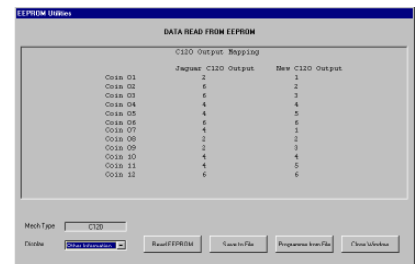 EEPROM Utilities
DATA READ FROM EEPROM
C120 Output Mapping
Jaguar C120 Output New C120 Output
Coin 01 2 1
Coin 02 6 2
Coin 03 6 3
Coin 04 4 4
Coin 05 4 5
Coin 06 6 6
Coin 07 4 1
Coin 08 2 2
Coin 09 2 3
Coin 10 4 4
Coin 11 4 5
Coin 12 6 6
Mech Type C120
Display Other Information Read EEPROM Save to File Programme from File Close Window